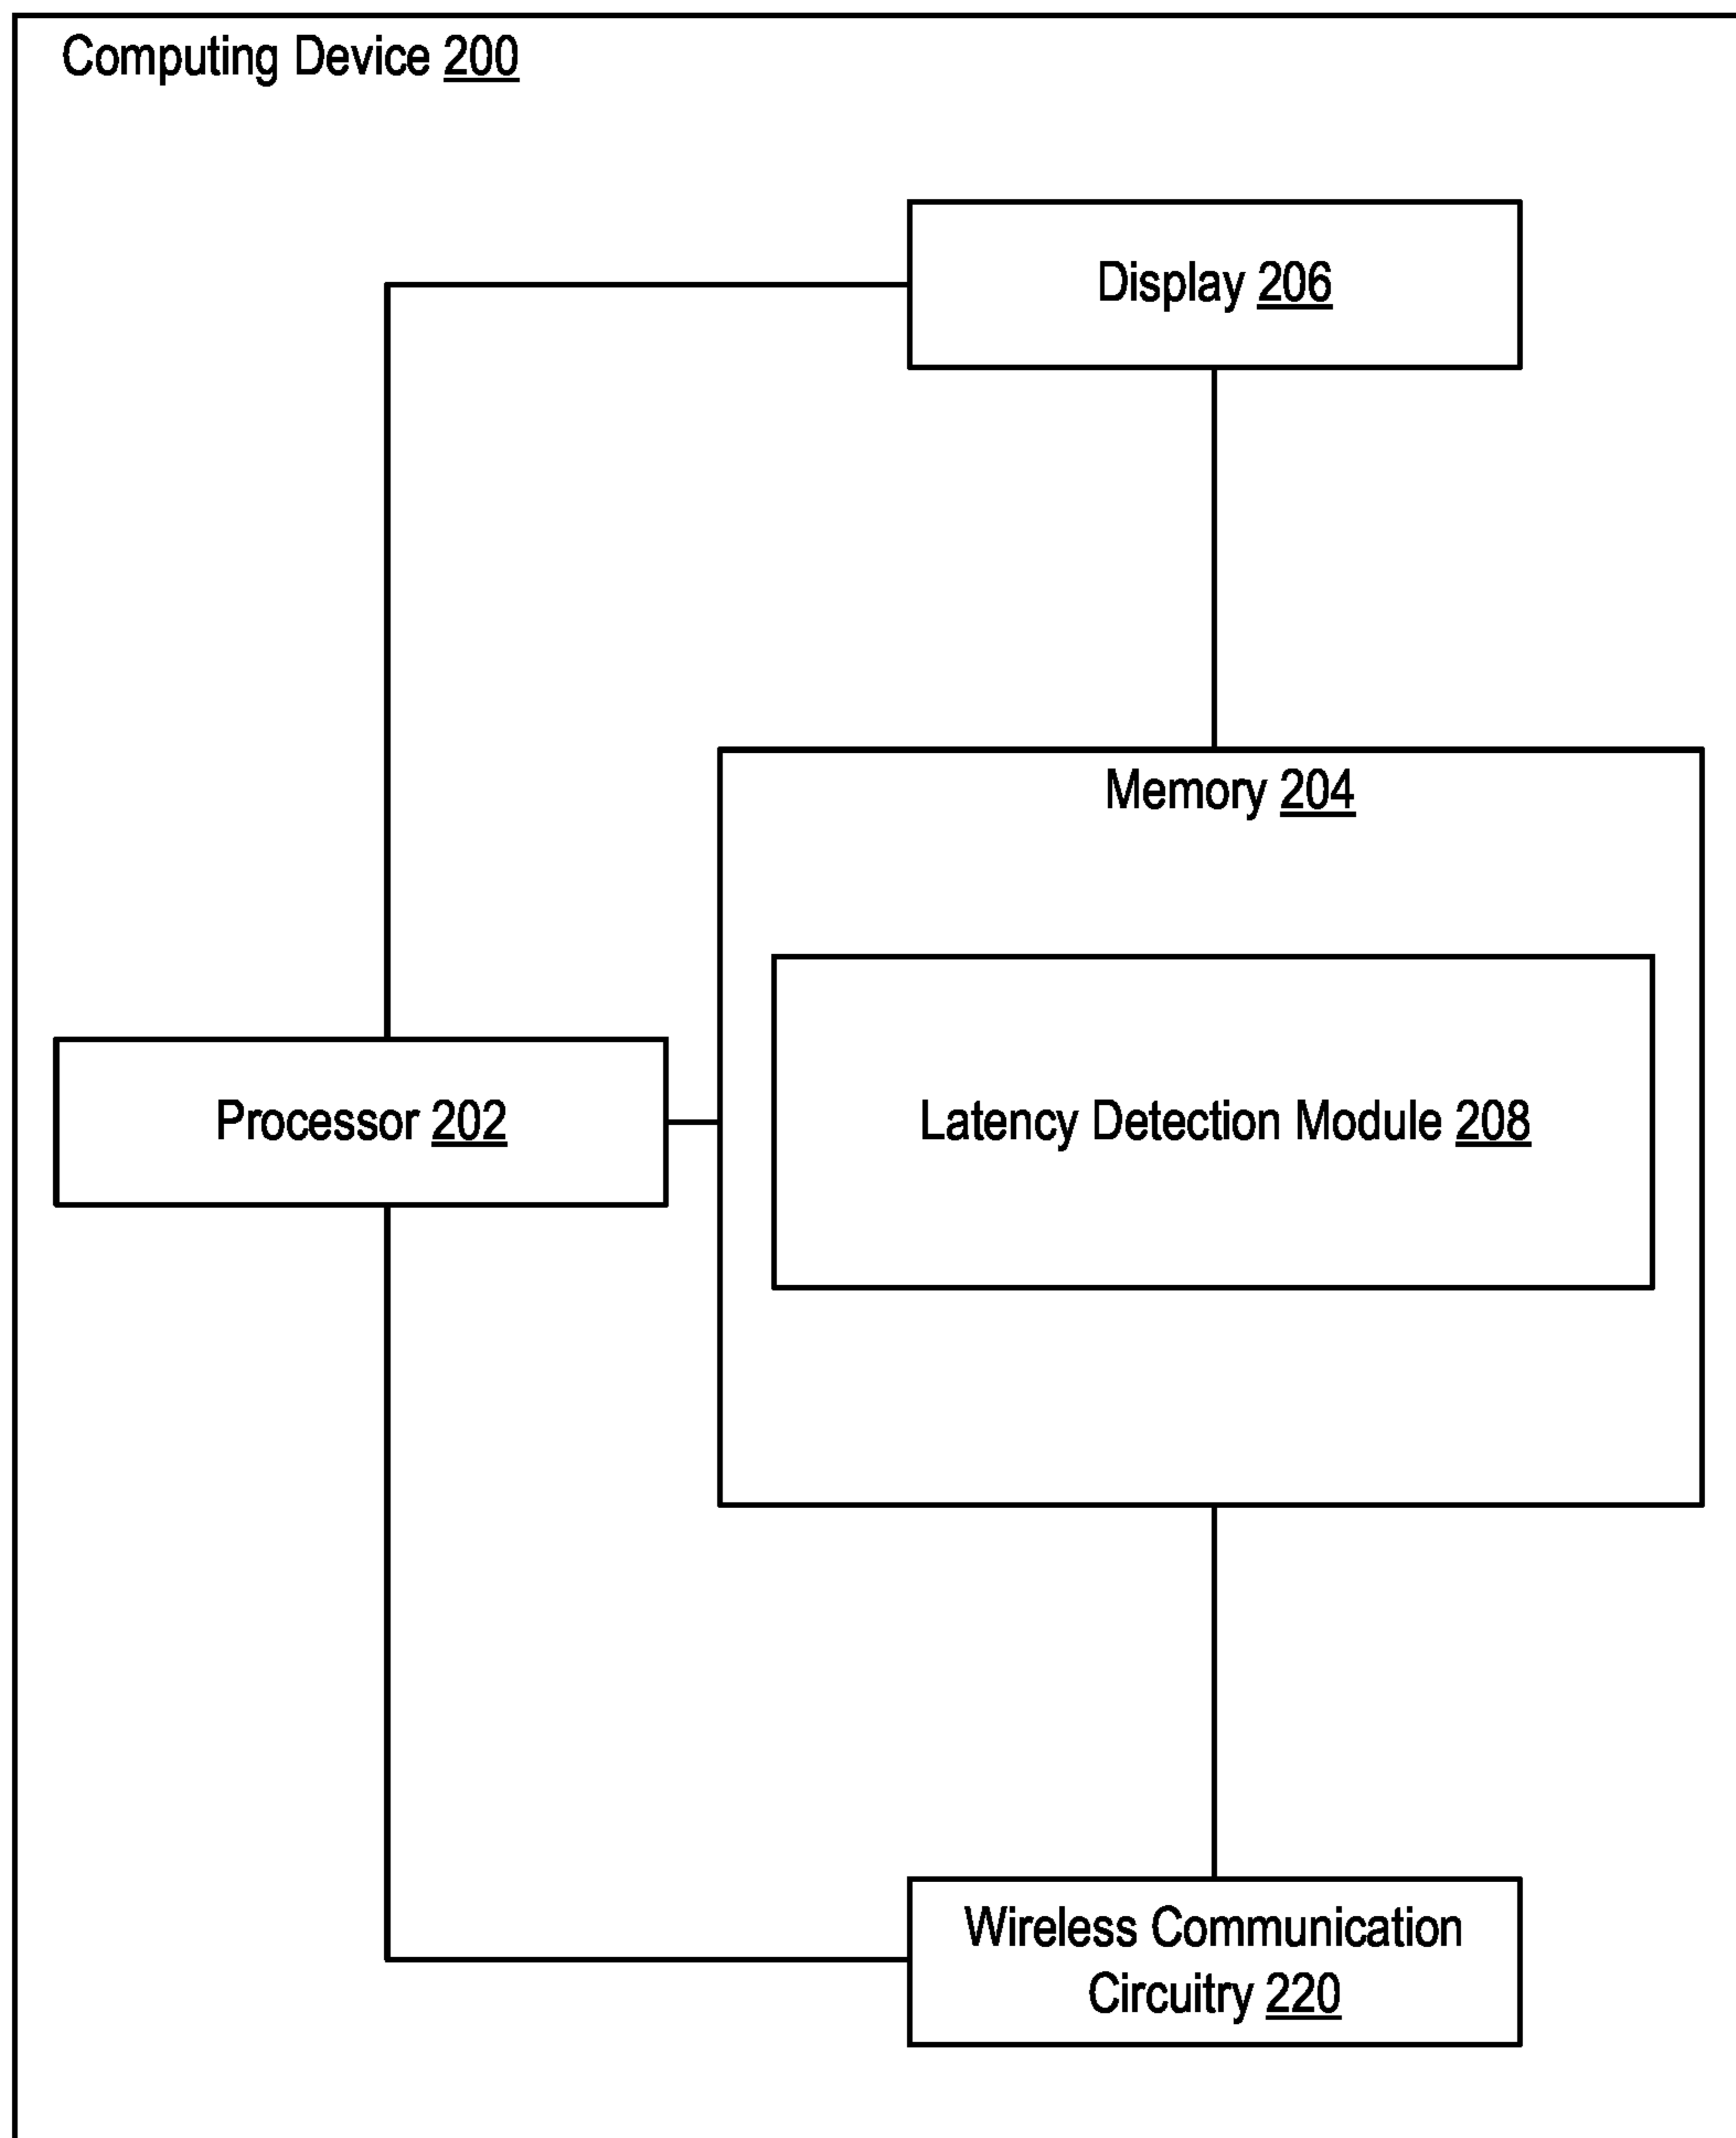 Computing Device 200
Display 206
Memory 204
Processor 202
Latency Detection Module 208
Wireless Communication
Circuitry 220